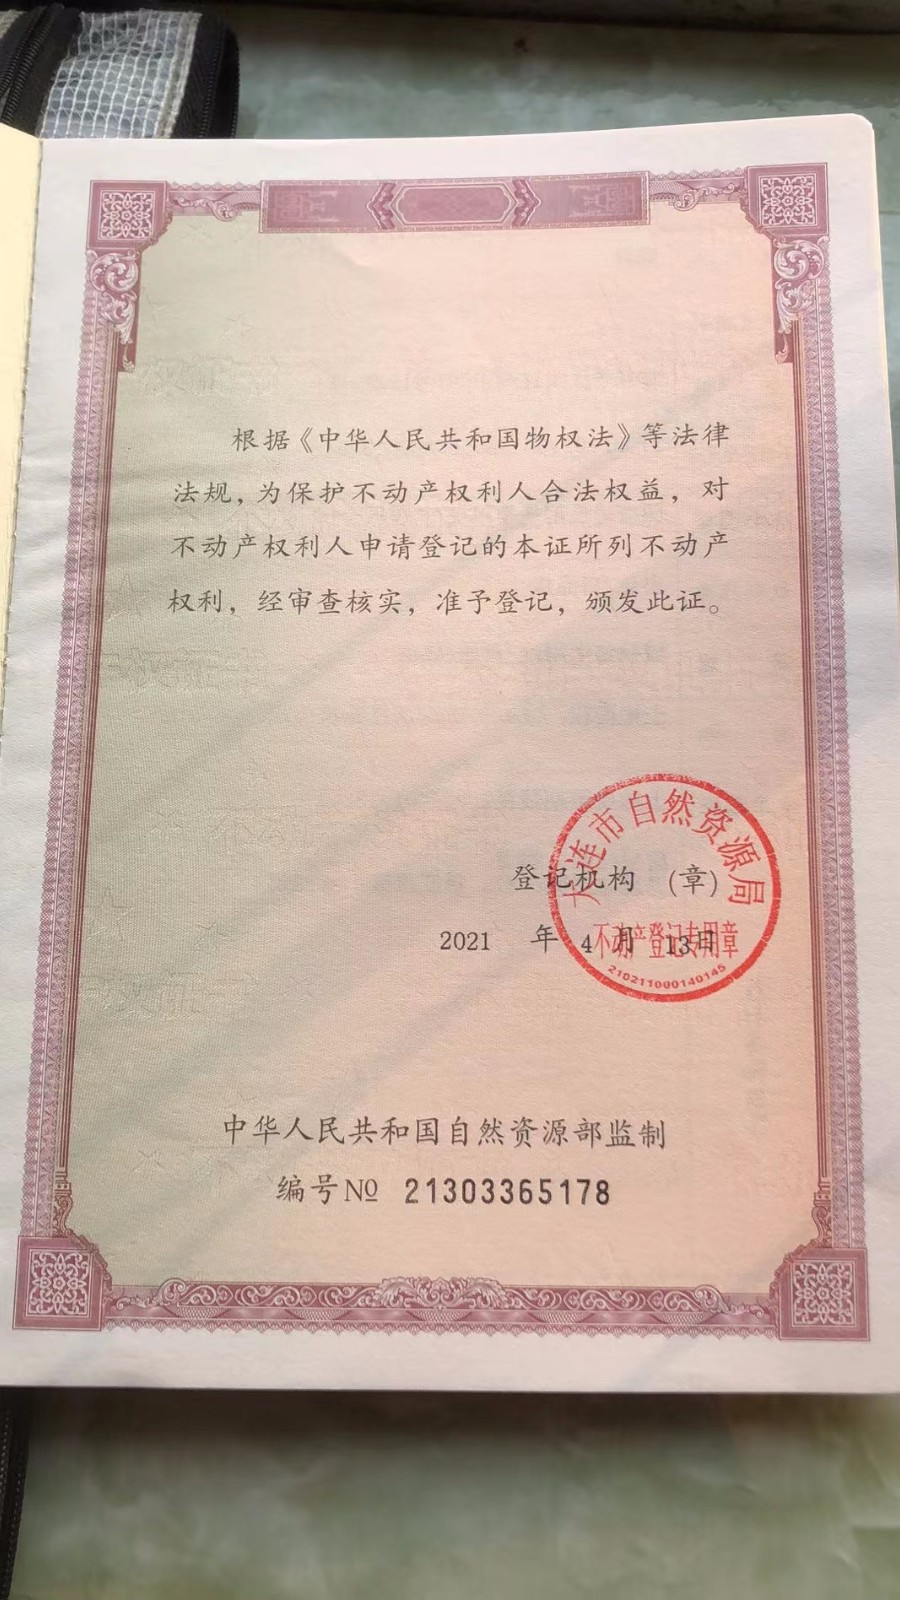 根据《中华人民共和国物权法》等法律
法规，为保护不动产权利人合法权益，对
不动产权利人申请登记的本证所列不动产
权利，经审查核实，准予登记，颁发此证。
大连市自然资源局
登记机构 （章）
2021 年 4 月 13日
不动产登记专用章
210211000140145
中华人民共和国自然资源部监制
编号№ 21303365178